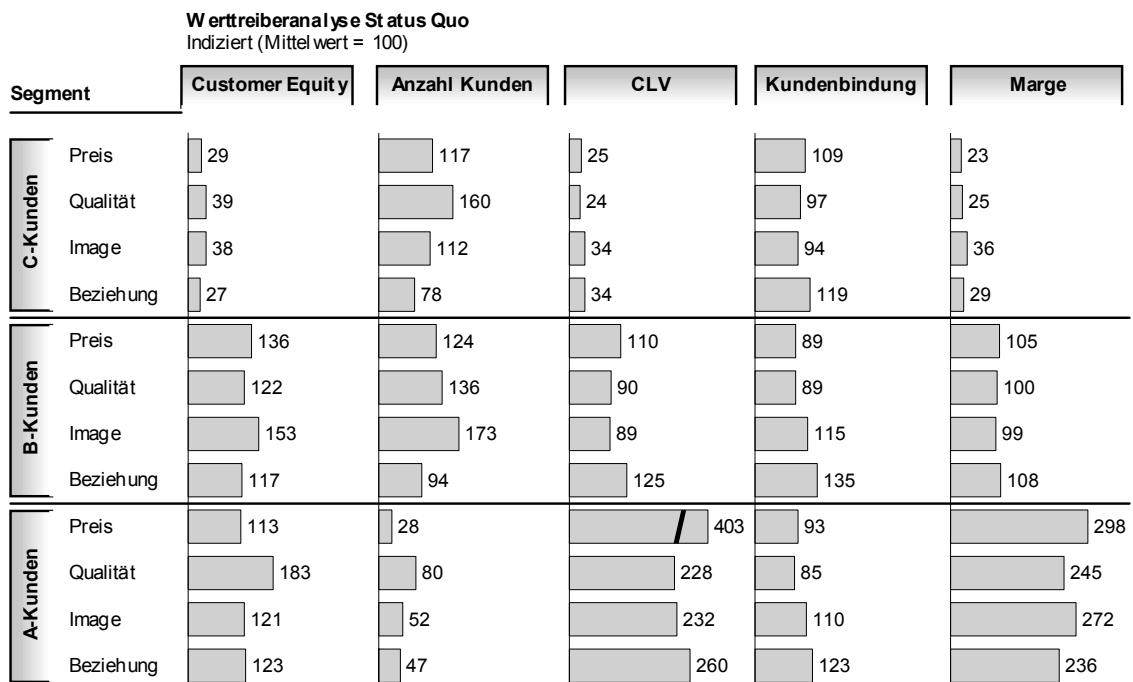 Werttreiberanalyse Status Quo
Indiziert (Mittelwert = 100)
Segment Customer Equity Anzahl Kunden CLV Kundenbindung Marge
C-Kunden
Preis 29 117 25 109 23
Qualität 39 160 24 97 25
Image 38 112 34 94 36
Beziehung 27 78 34 119 29
B-Kunden
Preis 136 124 110 89 105
Qualität 122 136 90 89 100
Image 153 173 89 115 99
Beziehung 117 94 125 135 108
A-Kunden
Preis 113 28 403 93 298
Qualität 183 80 228 85 245
Image 121 52 232 110 272
Beziehung 123 47 260 123 236